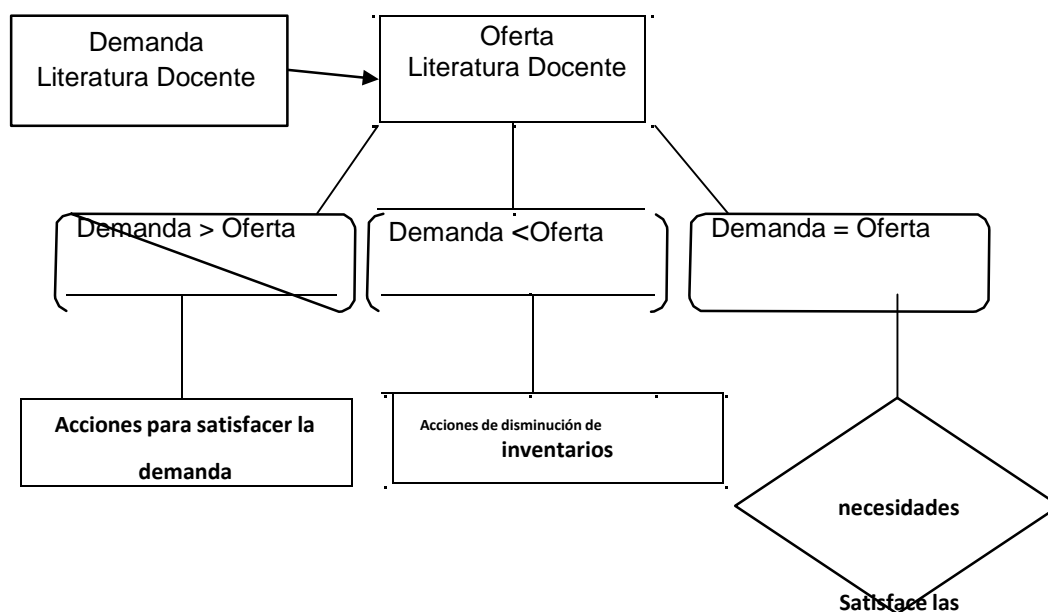 Demanda
Literatura Docente
Oferta
Literatura Docente
Demanda > Oferta
Demanda <Oferta
Demanda = Oferta
Acciones para satisfacer la
demanda
Acciones de disminución de
inventarios
necesidades
Satisface las